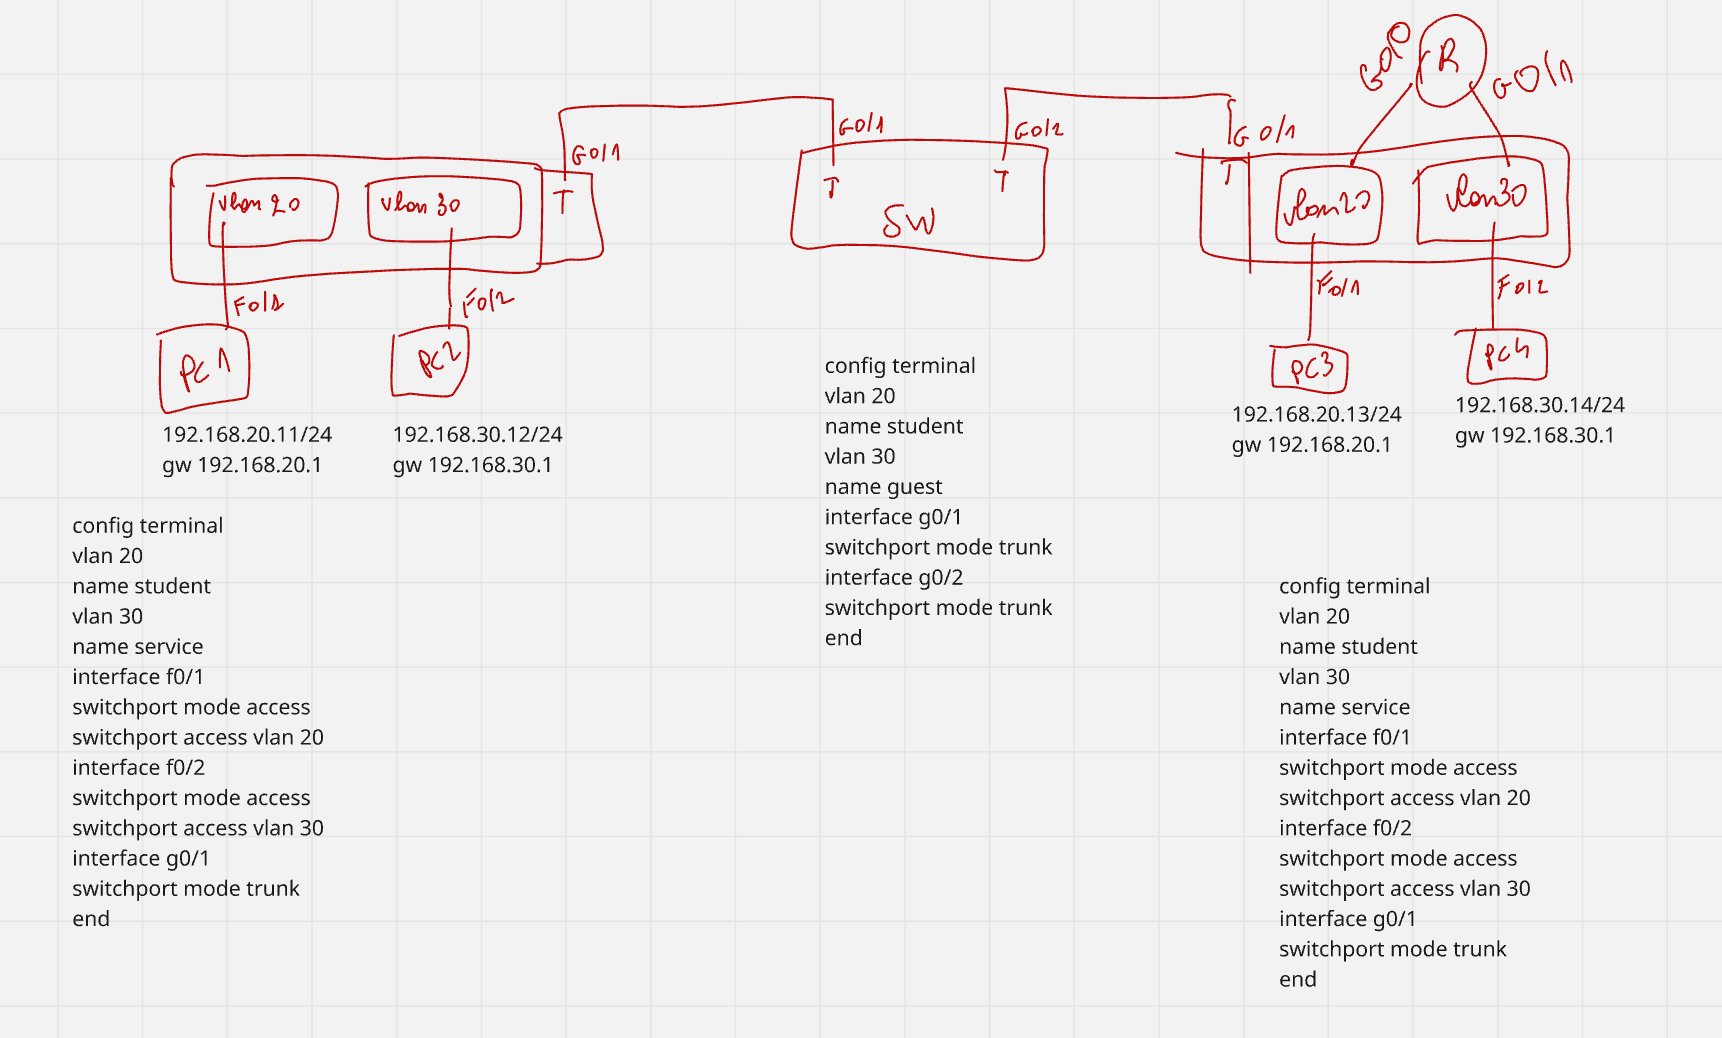 G0/0
R
G0/1
G0/1
G0/1
G0/2
G0/1
vlan 20
vlan 30
T
T
T
SW
T
vlan20
vlan30
F0/1
F0/2
F0/1
F0/2
PC1
PC2
PC3
PC4
192.168.20.11/24
gw 192.168.20.1
192.168.30.12/24
gw 192.168.30.1
192.168.20.13/24
gw 192.168.20.1
192.168.30.14/24
gw 192.168.30.1
config terminal
vlan 20
name student
vlan 30
name service
interface f0/1
switchport mode access
switchport access vlan 20
interface f0/2
switchport mode access
switchport access vlan 30
interface g0/1
switchport mode trunk
end
config terminal
vlan 20
name student
vlan 30
name guest
interface g0/1
switchport mode trunk
interface g0/2
switchport mode trunk
end
config terminal
vlan 20
name student
vlan 30
name service
interface f0/1
switchport mode access
switchport access vlan 20
interface f0/2
switchport mode access
switchport access vlan 30
interface g0/1
switchport mode trunk
end